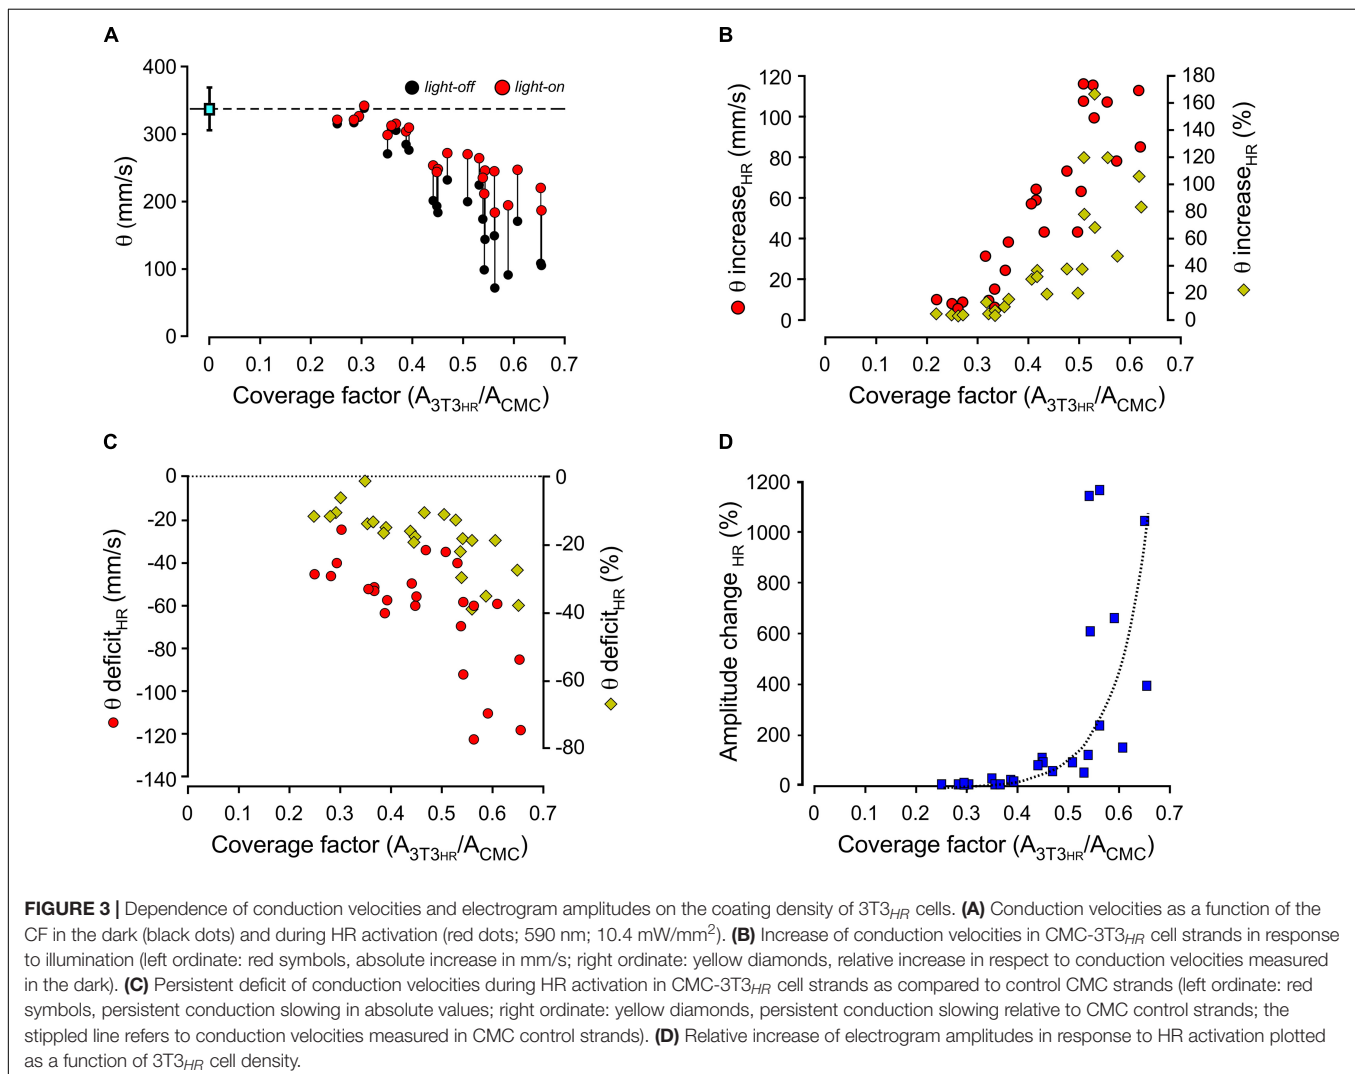 A
400
300
200
100
0
θ (mm/s)
light-off
light-on
0 0.1 0.2 0.3 0.4 0.5 0.6 0.7
Coverage factor (A3T3HR/ACMC)
B
120
100
80
60
40
20
0
θ increaseHR (mm/s)
180
160
140
120
100
80
60
40
20
0
θ increaseHR (%)
0 0.1 0.2 0.3 0.4 0.5 0.6 0.7
Coverage factor (A3T3HR/ACMC)
C
0
-20
-40
-60
-80
-100
-120
-140
θ deficitHR (mm/s)
0
-20
-40
-60
-80
θ deficitHR (%)
0 0.1 0.2 0.3 0.4 0.5 0.6 0.7
Coverage factor (A3T3HR/ACMC)
D
1200
1000
800
600
400
200
0
Amplitude change HR (%)
0 0.1 0.2 0.3 0.4 0.5 0.6 0.7
Coverage factor (A3T3HR/ACMC)
FIGURE 3 | Dependence of conduction velocities and electrogram amplitudes on the coating density of 3T3HR cells. (A) Conduction velocities as a function of the
CF in the dark (black dots) and during HR activation (red dots; 590 nm; 10.4 mW/mm2). (B) Increase of conduction velocities in CMC-3T3HR cell strands in response
to illumination (left ordinate: red symbols, absolute increase in mm/s; right ordinate: yellow diamonds, relative increase in respect to conduction velocities measured
in the dark). (C) Persistent deficit of conduction velocities during HR activation in CMC-3T3HR cell strands as compared to control CMC strands (left ordinate: red
symbols, persistent conduction slowing in absolute values; right ordinate: yellow diamonds, persistent conduction slowing relative to CMC control strands; the
stippled line refers to conduction velocities measured in CMC control strands). (D) Relative increase of electrogram amplitudes in response to HR activation plotted
as a function of 3T3HR cell density.